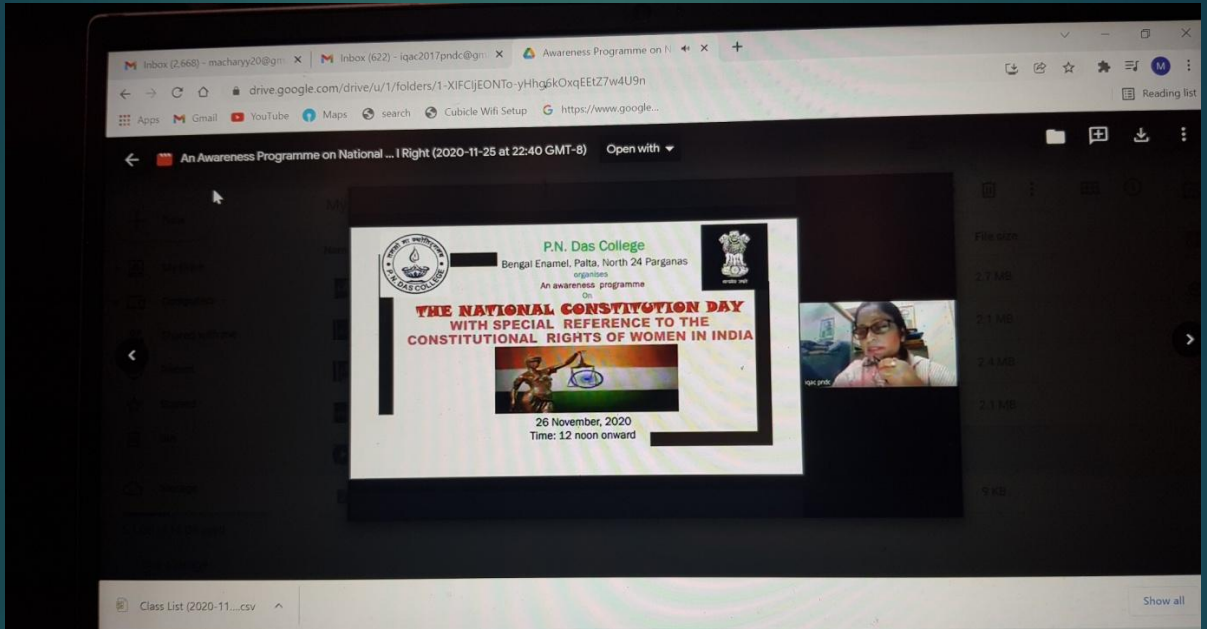 Inbox (2,668) - macharyy20@gm
Inbox (622) - iqac2017pndc@gm
Awareness Programme on N
drive.google.com/drive/u/1/folders/1-XIFCIjEONTo-yHhg6kOxqEEtZ7w4U9n
M
Apps
Gmail
YouTube
Maps
search
Cubicle Wifi Setup
https://www.google...
Reading list
An Awareness Programme on National ... l Right (2020-11-25 at 22:40 GMT-8)
Open with
File size
2.7 MB
2.1 MB
2.4 MB
2.1 MB
9 KB
P.N. DAS COLLEGE
P.N. Das College
Bengal Enamel, Palta, North 24 Parganas
organises
An awareness programme
On
THE NATIONAL CONSTITUTION DAY
WITH SPECIAL REFERENCE TO THE
CONSTITUTIONAL RIGHTS OF WOMEN IN INDIA
26 November, 2020
Time: 12 noon onward
iqac pndc
Class List (2020-11....csv
Show all